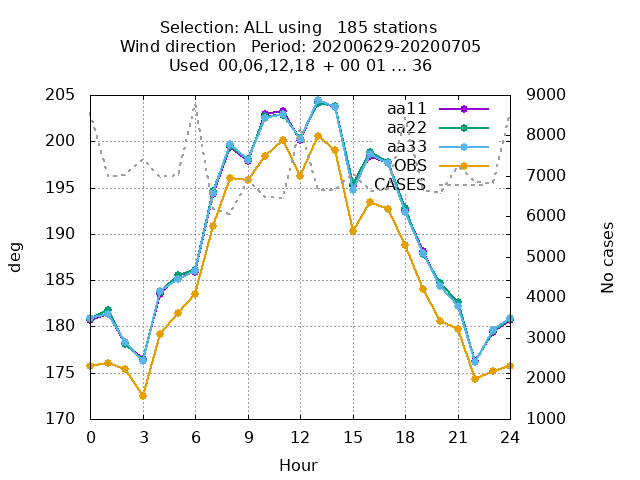 Selection: ALL using   185 stations
Wind direction   Period: 20200629-20200705
Used  00,06,12,18 + 00 01 ... 36
205
200
195
190
185
180
175
170
deg
9000
8000
7000
6000
5000
4000
3000
2000
1000
No cases
aa11
aa22
aa33
OBS
CASES
0 3 6 9 12 15 18 21 24
Hour